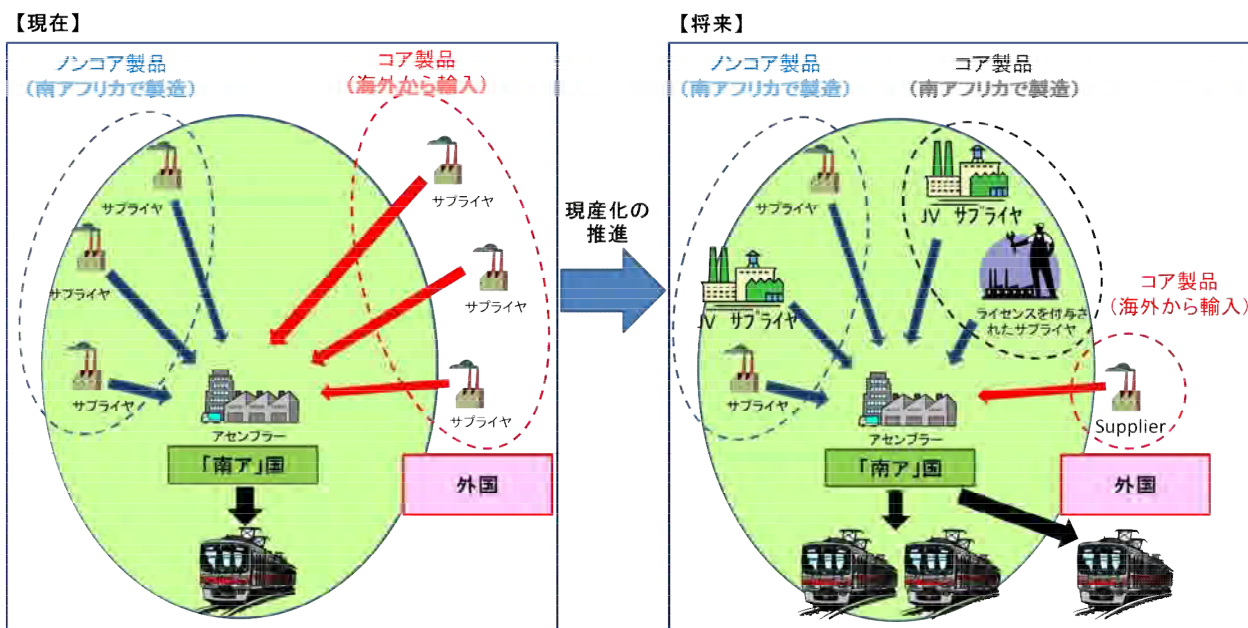 【現在】
ノンコア製品
(南アフリカで製造)
コア製品
(海外から輸入)
サプライヤ
サプライヤ
サプライヤ
サプライヤ
サプライヤ
サプライヤ
アセンブラー
「南ア」国
外国
現産化の
推進
【将来】
ノンコア製品
(南アフリカで製造)
コア製品
(南アフリカで製造)
サプライヤ
JV サプライヤ
JV サプライヤ
ライセンスを付与さ
れたサプライヤ
サプライヤ
コア製品
(海外から輸入)
Supplier
アセンブラー
「南ア」国
外国